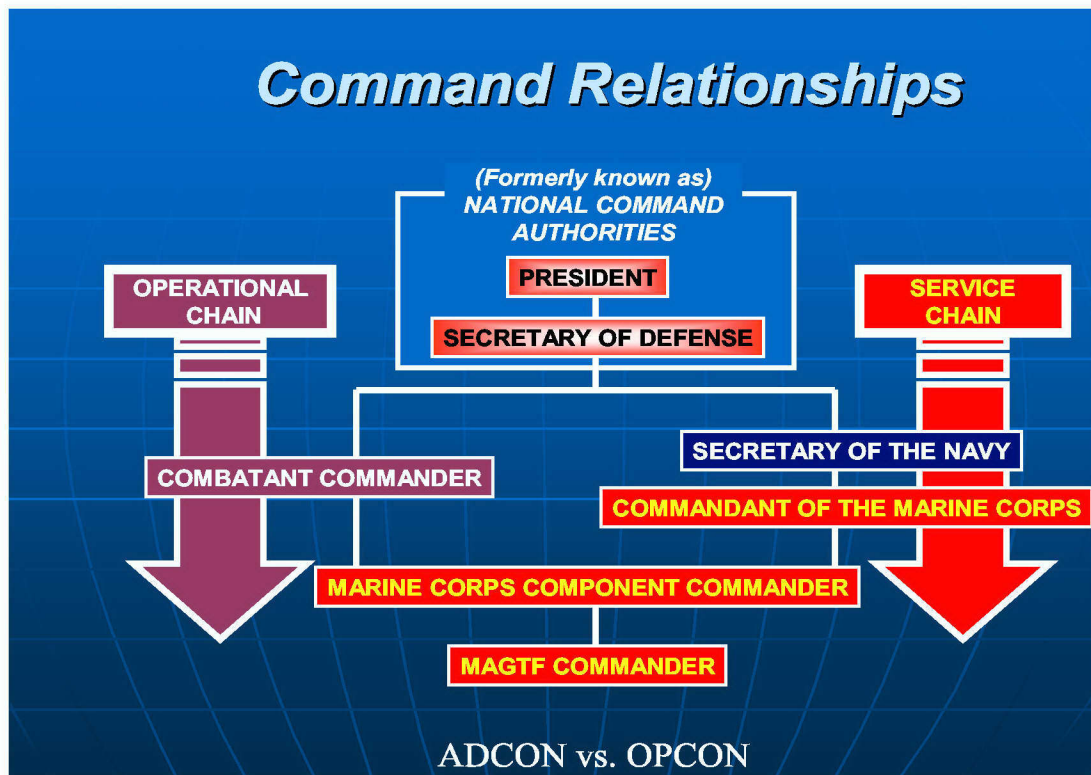 Command Relationships
(Formerly known as)
NATIONAL COMMAND
AUTHORITIES
PRESIDENT
SECRETARY OF DEFENSE
OPERATIONAL
CHAIN
SERVICE
CHAIN
SECRETARY OF THE NAVY
COMBATANT COMMANDER
COMMANDANT OF THE MARINE CORPS
MARINE CORPS COMPONENT COMMANDER
MAGTF COMMANDER
ADCON vs. OPCON